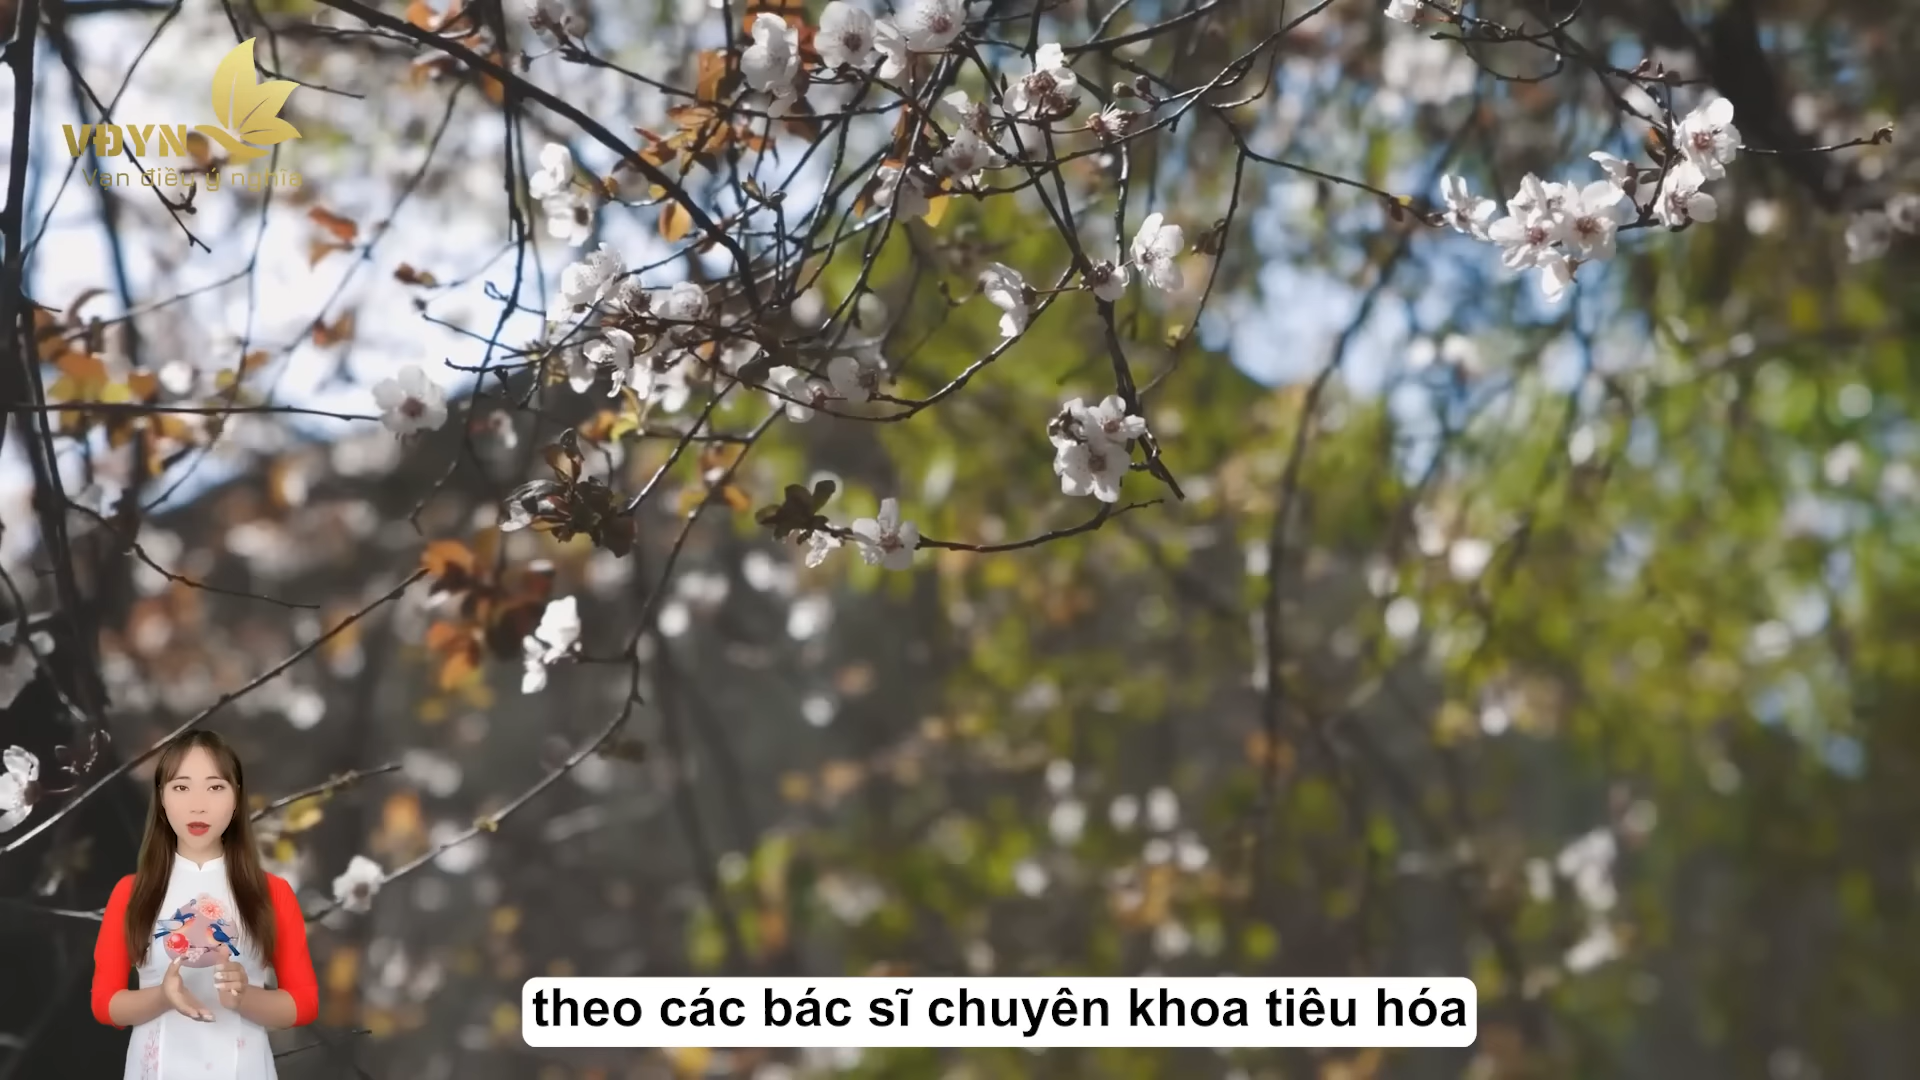 VĐYN
Vạn điều ý nghĩa
theo các bác sĩ chuyên khoa tiêu hóa